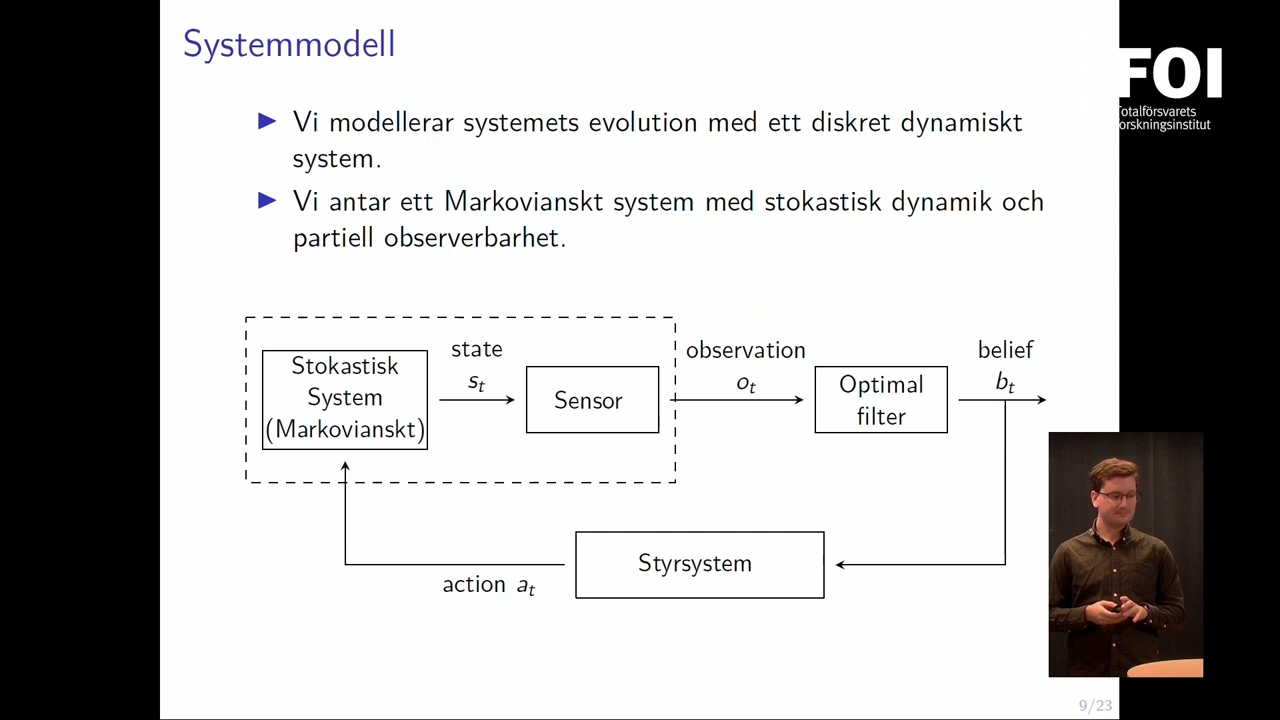 Systemmodell
FOI
Totalförsvarets
forskningsinstitut
Vi modellerar systemets evolution med ett diskret dynamiskt
system.
Vi antar ett Markovianskt system med stokastisk dynamik och
partiell observerbarhet.
Stokastisk
System
(Markovianskt)
state
s_t
Sensor
observation
o_t
Optimal
filter
belief
b_t
Styrsystem
action a_t
9/23